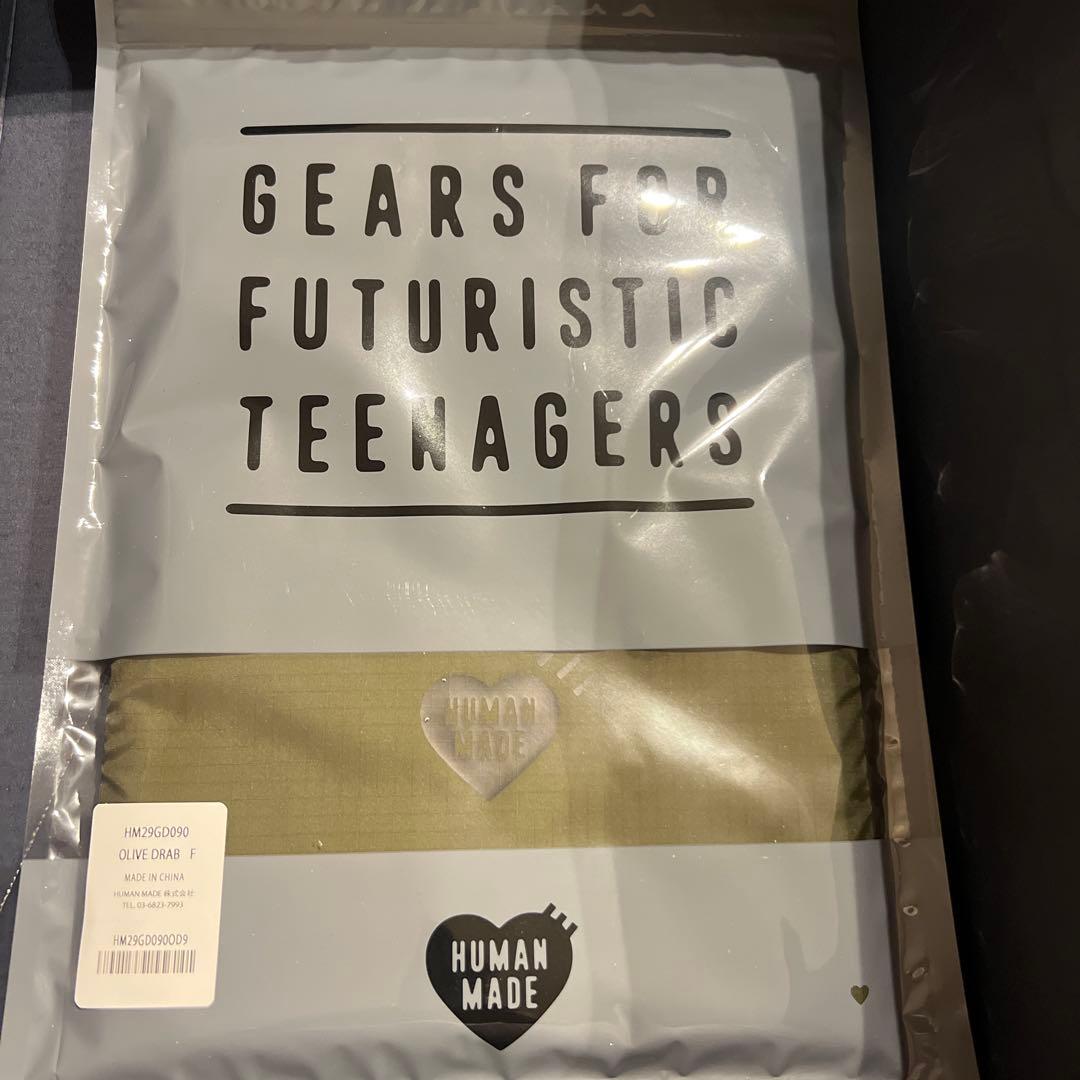 GEARS FOR
FUTURISTIC
TEENAGERS
HUMAN
MADE
HM29GD090
OLIVE DRAB F
MADE IN CHINA
HUMAN MADE 株式会社
TEL. 03-6823-7993
HM29GD090OD9
HUMAN
MADE